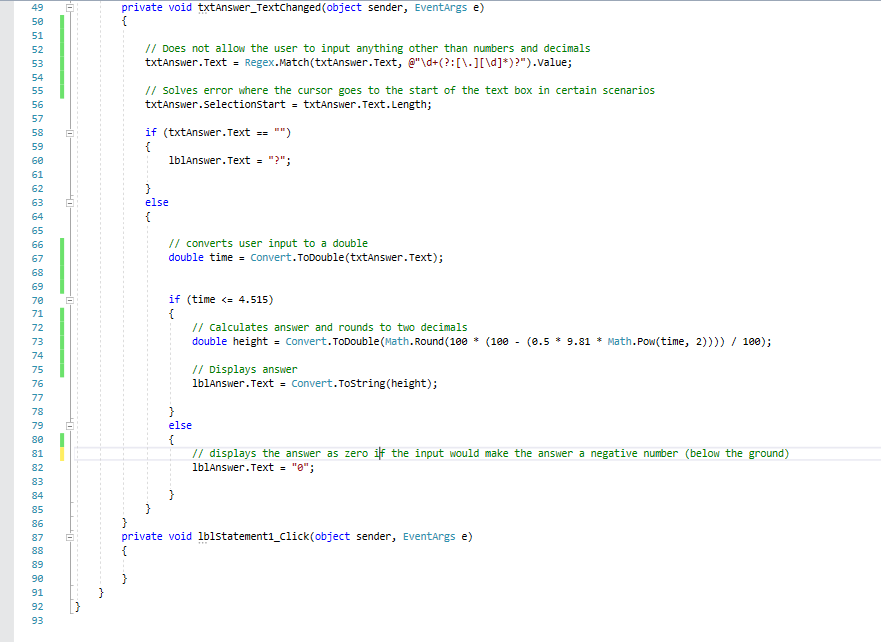 49 private void txtAnswer_TextChanged(object sender, EventArgs e)
50 {
51
52 // Does not allow the user to input anything other than numbers and decimals
53 txtAnswer.Text = Regex.Match(txtAnswer.Text, @"\d+(?:[\.][\d]*)?").Value;
54
55 // Solves error where the cursor goes to the start of the text box in certain scenarios
56 txtAnswer.SelectionStart = txtAnswer.Text.Length;
57
58 if (txtAnswer.Text == "")
59 {
60 lblAnswer.Text = "?";
61
62 }
63 else
64 {
65
66 // converts user input to a double
67 double time = Convert.ToDouble(txtAnswer.Text);
68
69
70 if (time <= 4.515)
71 {
72 // Calculates answer and rounds to two decimals
73 double height = Convert.ToDouble(Math.Round(100 * (100 - (0.5 * 9.81 * Math.Pow(time, 2)))) / 100);
74
75 // Displays answer
76 lblAnswer.Text = Convert.ToString(height);
77
78 }
79 else
80 {
81 // displays the answer as zero if the input would make the answer a negative number (below the ground)
82 lblAnswer.Text = "0";
83
84 }
85 }
86 }
87 private void lblStatement1_Click(object sender, EventArgs e)
88 {
89
90 }
91 }
92 }
93